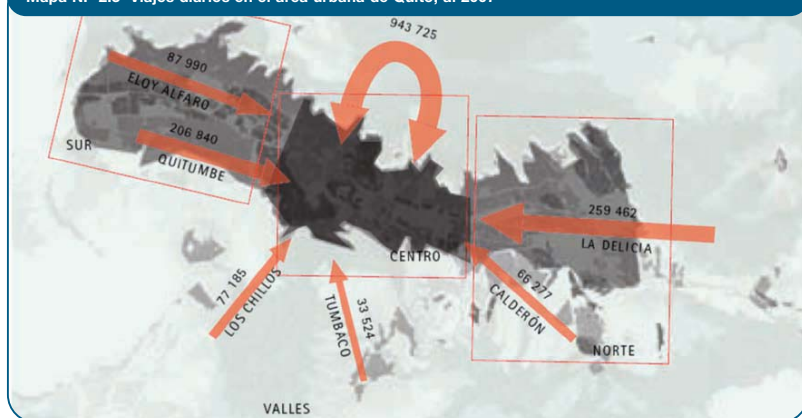 943 725
87 990
ELOY ALFARO
206 840
QUITUMBE
SUR
259 462
LA DELICIA
CENTRO
66 277
CALDERÓN
77 185
LOS CHILLOS
33 524
TUMBACO
NORTE
VALLES